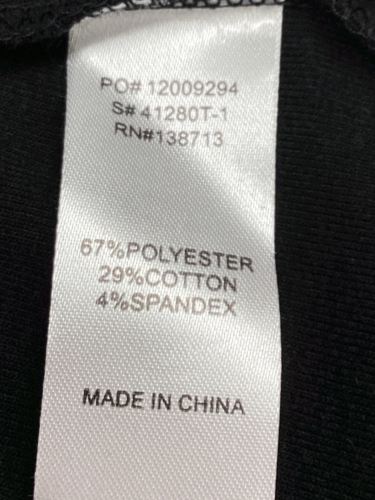 PO# 12009294
S# 41280T-1
RN#138713
67%POLYESTER
29%COTTON
4%SPANDEX
MADE IN CHINA